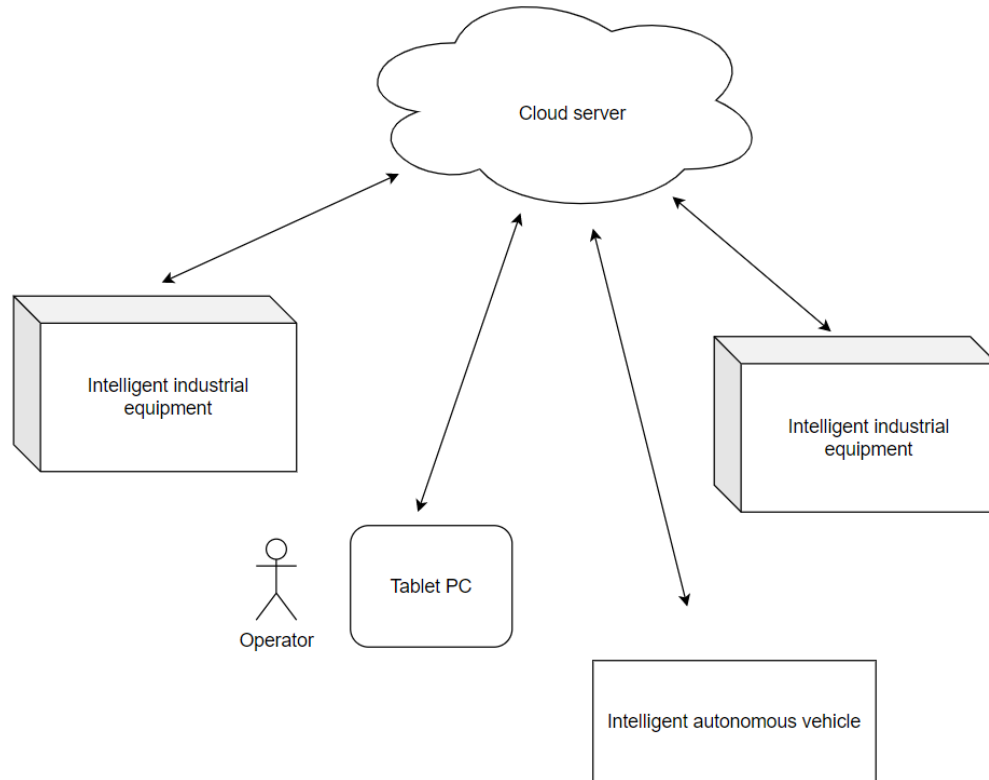 Cloud server
Intelligent industrial
equipment
Intelligent industrial
equipment
Tablet PC
Operator
Intelligent autonomous vehicle